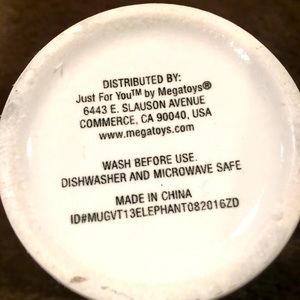 DISTRIBUTED BY:
Just For You™ by Megatoys®
6443 E. SLAUSON AVENUE
COMMERCE, CA 90040, USA
www.megatoys.com
WASH BEFORE USE.
DISHWASHER AND MICROWAVE SAFE
MADE IN CHINA
ID#MUGVT13ELEPHANT082016ZD